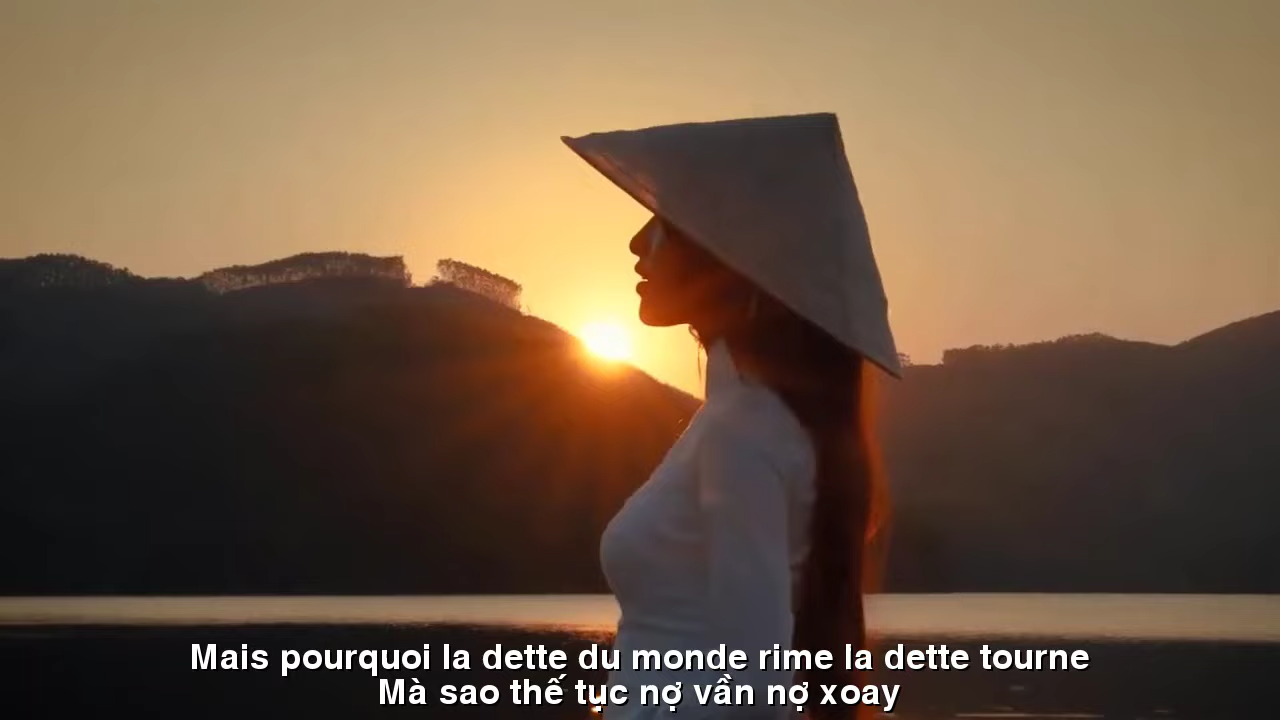 Mais pourquoi la dette du monde rime la dette tourne
Mà sao thế tục nợ vần nợ xoay